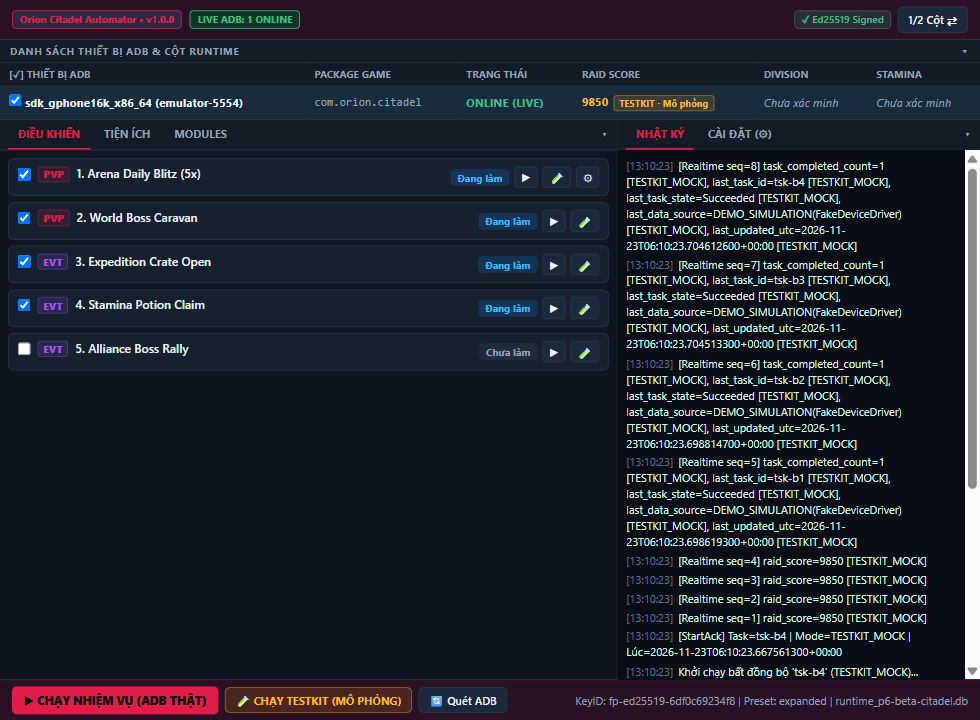 Orion Citadel Automator • v1.0.0
LIVE ADB: 1 ONLINE
✓ Ed25519 Signed
1/2 Cột ⇄
DANH SÁCH THIẾT BỊ ADB & CỘT RUNTIME
[✓] THIẾT BỊ ADB
PACKAGE GAME
TRẠNG THÁI
RAID SCORE
DIVISION
STAMINA
sdk_gphone16k_x86_64 (emulator-5554)
com.orion.citadel
ONLINE (LIVE)
9850
TESTKIT · Mô phỏng
Chưa xác minh
Chưa xác minh
ĐIỀU KHIỂN
TIỆN ÍCH
MODULES
PVP
1. Arena Daily Blitz (5x)
Đang làm
PVP
2. World Boss Caravan
Đang làm
EVT
3. Expedition Crate Open
Đang làm
EVT
4. Stamina Potion Claim
Đang làm
EVT
5. Alliance Boss Rally
Chưa làm
NHẬT KÝ
CÀI ĐẶT (⚙)
[13:10:23] [Realtime seq=8] task_completed_count=1
[TESTKIT_MOCK], last_task_id=tsk-b4 [TESTKIT_MOCK],
last_task_state=Succeeded [TESTKIT_MOCK],
last_data_source=DEMO_SIMULATION(FakeDeviceDriver)
[TESTKIT_MOCK], last_updated_utc=2026-11-
23T06:10:23.704612600+00:00 [TESTKIT_MOCK]
[13:10:23] [Realtime seq=7] task_completed_count=1
[TESTKIT_MOCK], last_task_id=tsk-b3 [TESTKIT_MOCK],
last_task_state=Succeeded [TESTKIT_MOCK],
last_data_source=DEMO_SIMULATION(FakeDeviceDriver)
[TESTKIT_MOCK], last_updated_utc=2026-11-
23T06:10:23.704513300+00:00 [TESTKIT_MOCK]
[13:10:23] [Realtime seq=6] task_completed_count=1
[TESTKIT_MOCK], last_task_id=tsk-b2 [TESTKIT_MOCK],
last_task_state=Succeeded [TESTKIT_MOCK],
last_data_source=DEMO_SIMULATION(FakeDeviceDriver)
[TESTKIT_MOCK], last_updated_utc=2026-11-
23T06:10:23.698814700+00:00 [TESTKIT_MOCK]
[13:10:23] [Realtime seq=5] task_completed_count=1
[TESTKIT_MOCK], last_task_id=tsk-b1 [TESTKIT_MOCK],
last_task_state=Succeeded [TESTKIT_MOCK],
last_data_source=DEMO_SIMULATION(FakeDeviceDriver)
[TESTKIT_MOCK], last_updated_utc=2026-11-
23T06:10:23.698619300+00:00 [TESTKIT_MOCK]
[13:10:23] [Realtime seq=4] raid_score=9850 [TESTKIT_MOCK]
[13:10:23] [Realtime seq=3] raid_score=9850 [TESTKIT_MOCK]
[13:10:23] [Realtime seq=2] raid_score=9850 [TESTKIT_MOCK]
[13:10:23] [Realtime seq=1] raid_score=9850 [TESTKIT_MOCK]
[13:10:23] [StartAck] Task=tsk-b4 | Mode=TESTKIT_MOCK |
Lúc=2026-11-23T06:10:23.667561300+00:00
[13:10:23] Khởi chạy bất đồng bộ 'tsk-b4' (TESTKIT_MOCK)...
▶ CHẠY NHIỆM VỤ (ADB THẬT)
CHẠY TESTKIT (MÔ PHỎNG)
Quét ADB
KeyID: fp-ed25519-6df0c69234f8 | Preset: expanded | runtime_p6-beta-citadel.db